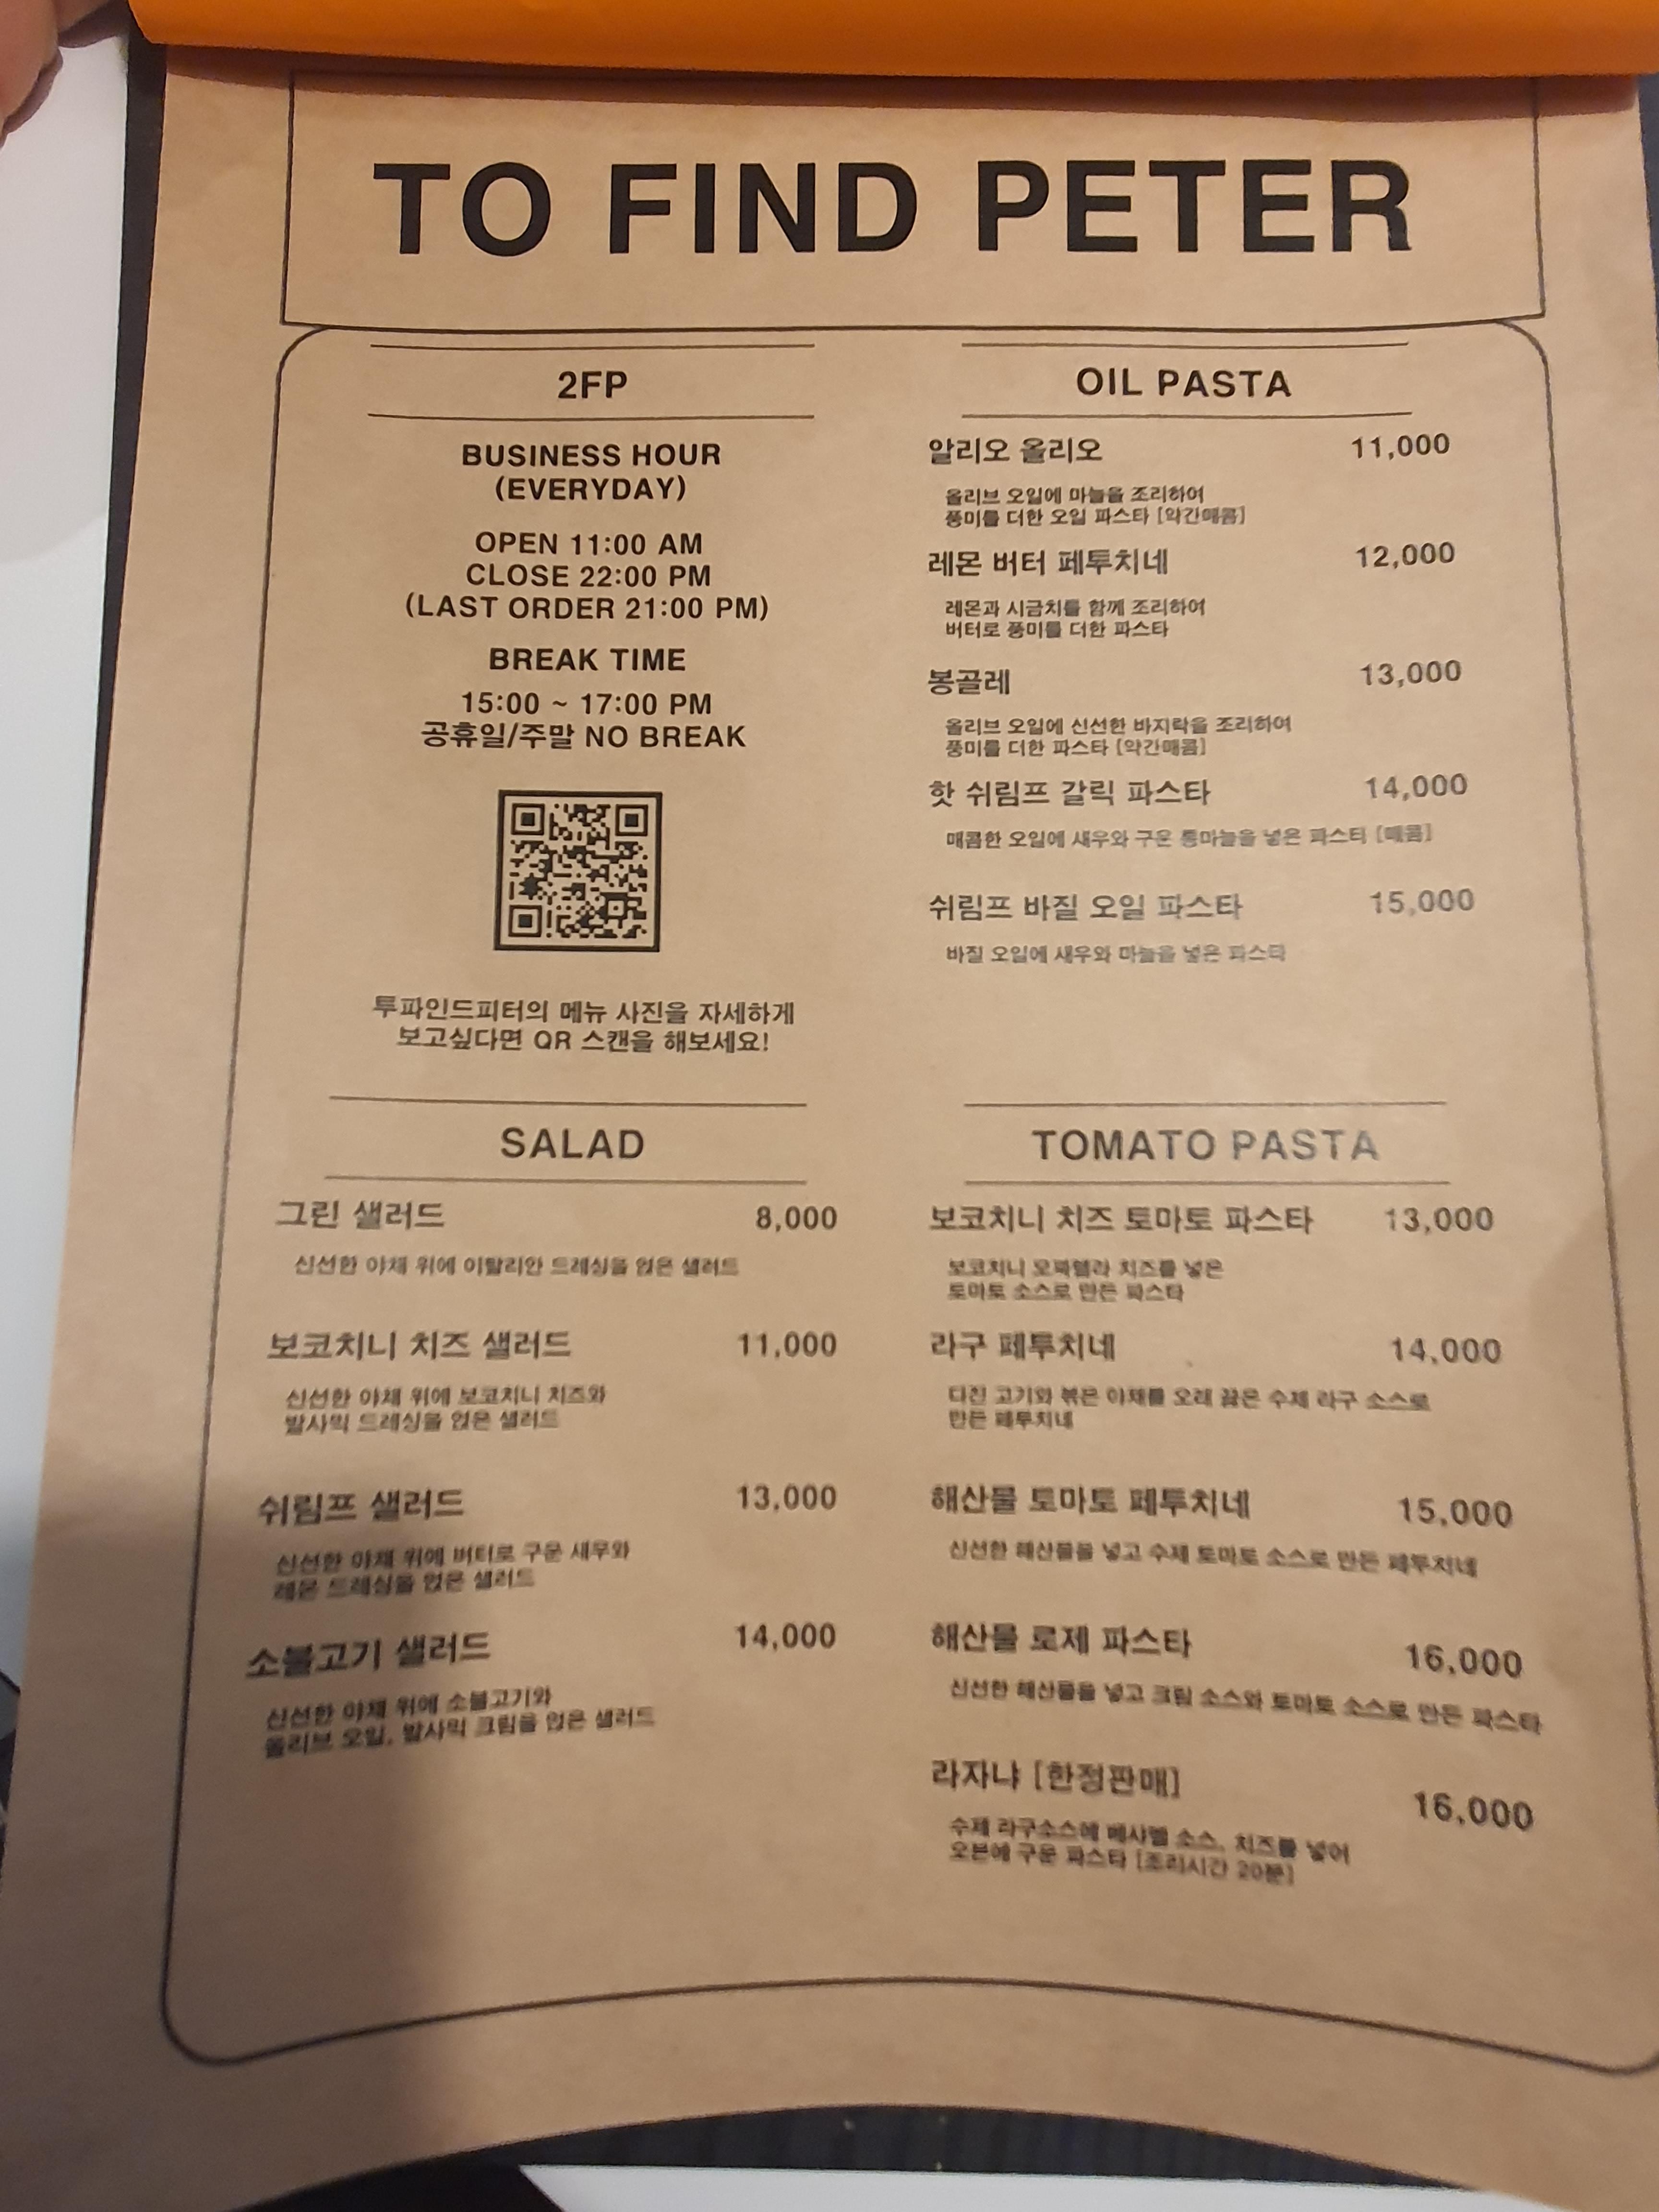 TO FIND PETER
2FP
BUSINESS HOUR
(EVERYDAY)
OPEN 11:00 AM
CLOSE 22:00 PM
(LAST ORDER 21:00 PM)
BREAK TIME
15:00 ~ 17:00 PM
공휴일/주말 NO BREAK
투파인드피터의 메뉴 사진을 자세하게
보고싶다면 QR 스캔을 해보세요!
OIL PASTA
알리오 올리오 11,000
올리브 오일에 마늘을 조리하여
풍미를 더한 오일 파스타 [약간매콤]
레몬 버터 페투치네 12,000
레몬과 시금치를 함께 조리하여
버터로 풍미를 더한 파스타
봉골레 13,000
올리브 오일에 신선한 바지락을 조리하여
풍미를 더한 파스타 [약간매콤]
핫 쉬림프 갈릭 파스타 14,000
매콤한 오일에 새우와 구운 통마늘을 넣은 파스타 [매콤]
쉬림프 바질 오일 파스타 15,000
바질 오일에 새우와 마늘을 넣은 파스타
SALAD
그린 샐러드 8,000
신선한 야채 위에 이탈리안 드레싱을 얹은 샐러드
보코치니 치즈 샐러드 11,000
신선한 야채 위에 보코치니 치즈와
발사믹 드레싱을 얹은 샐러드
쉬림프 샐러드 13,000
신선한 야채 위에 버터로 구운 새우와
레몬 드레싱을 얹은 샐러드
소불고기 샐러드 14,000
신선한 야채 위에 소불고기와
올리브 오일, 발사믹 크림을 얹은 샐러드
TOMATO PASTA
보코치니 치즈 토마토 파스타 13,000
보코치니 모짜렐라 치즈를 넣은
토마토 소스로 만든 파스타
라구 페투치네 14,000
다진 고기와 볶은 야채를 오래 끓은 수제 라구 소스로
만든 페투치네
해산물 토마토 페투치네 15,000
신선한 해산물을 넣고 수제 토마토 소스로 만든 페투치네
해산물 로제 파스타 16,000
신선한 해산물을 넣고 크림 소스와 토마토 소스로 만든 파스타
라자냐 [한정판매] 16,000
수제 라구소스에 베샤멜 소스, 치즈를 넣어
오븐에 구운 파스타 [조리시간 20분]